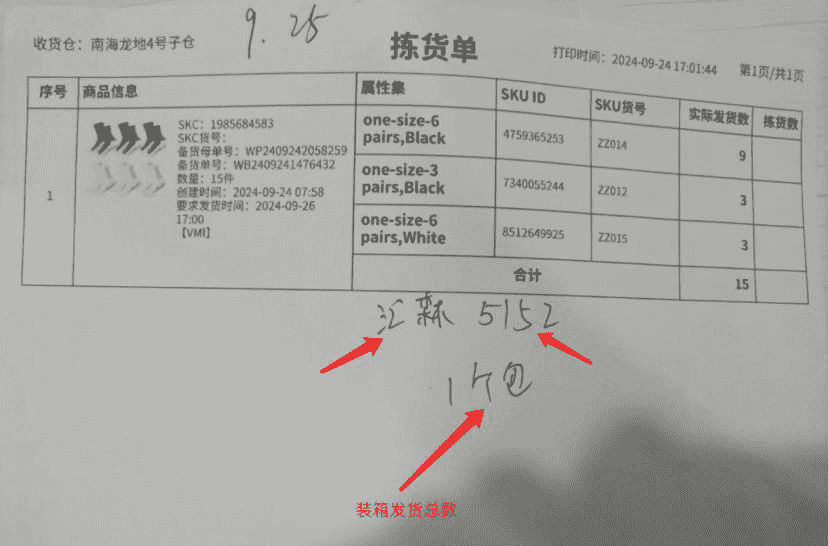 9.25
收货仓：南海龙地4号子仓
拣货单
打印时间：2024-09-24 17:01:44 第1页/共1页
序号 商品信息 属性集 SKU ID SKU货号 实际发货数 拣货数
1
SKC：1985684583
SKC货号：
备货母单号：WP2409242058259
备货单号：WB2409241476432
数量：15件
创建时间：2024-09-24 07:58
要求发货时间：2024-09-26
17:00
【VMI】
one-size-6
pairs,Black
4759365253 ZZ014 9
one-size-3
pairs,Black
7340055244 ZZ012 3
one-size-6
pairs,White
8512649925 ZZ015 3
合计 15
汇森 5152
1个包
装箱发货总数